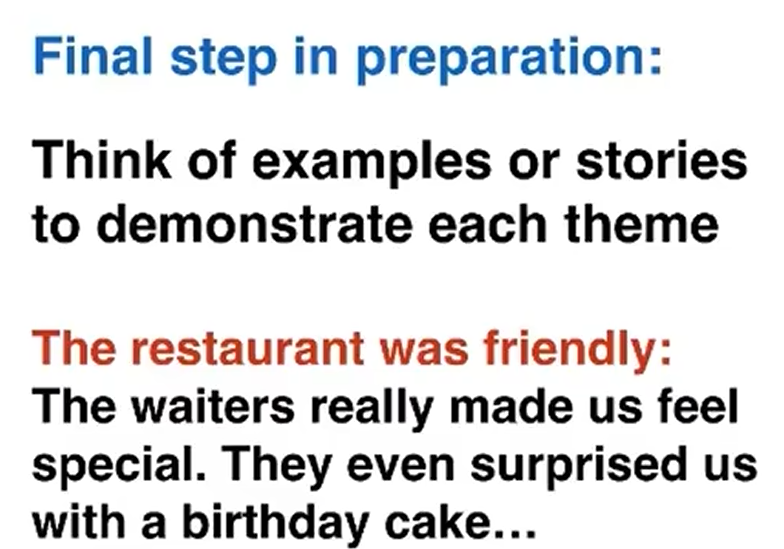 Final step in preparation:
Think of examples or stories
to demonstrate each theme
The restaurant was friendly:
The waiters really made us feel
special. They even surprised us
with a birthday cake...